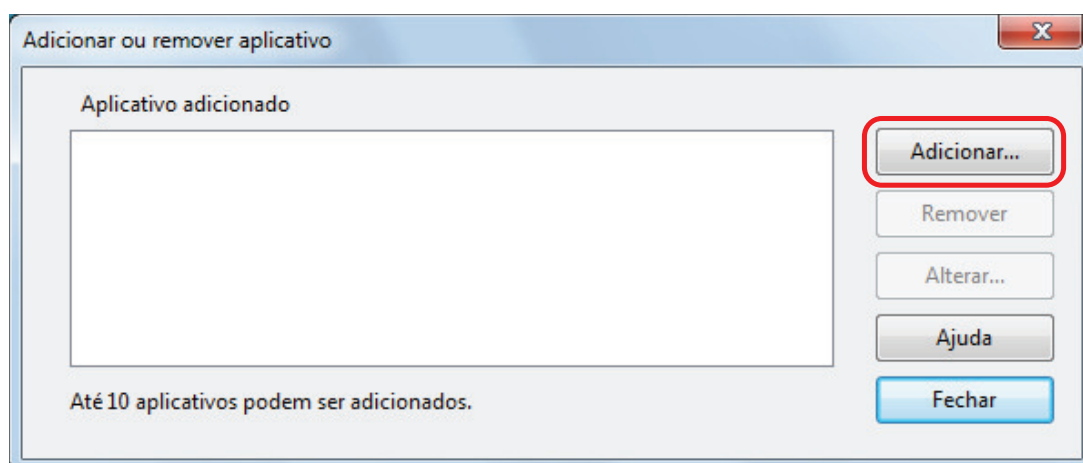 Adicionar ou remover aplicativo
Aplicativo adicionado
Adicionar...
Remover
Alterar...
Ajuda
Até 10 aplicativos podem ser adicionados.
Fechar